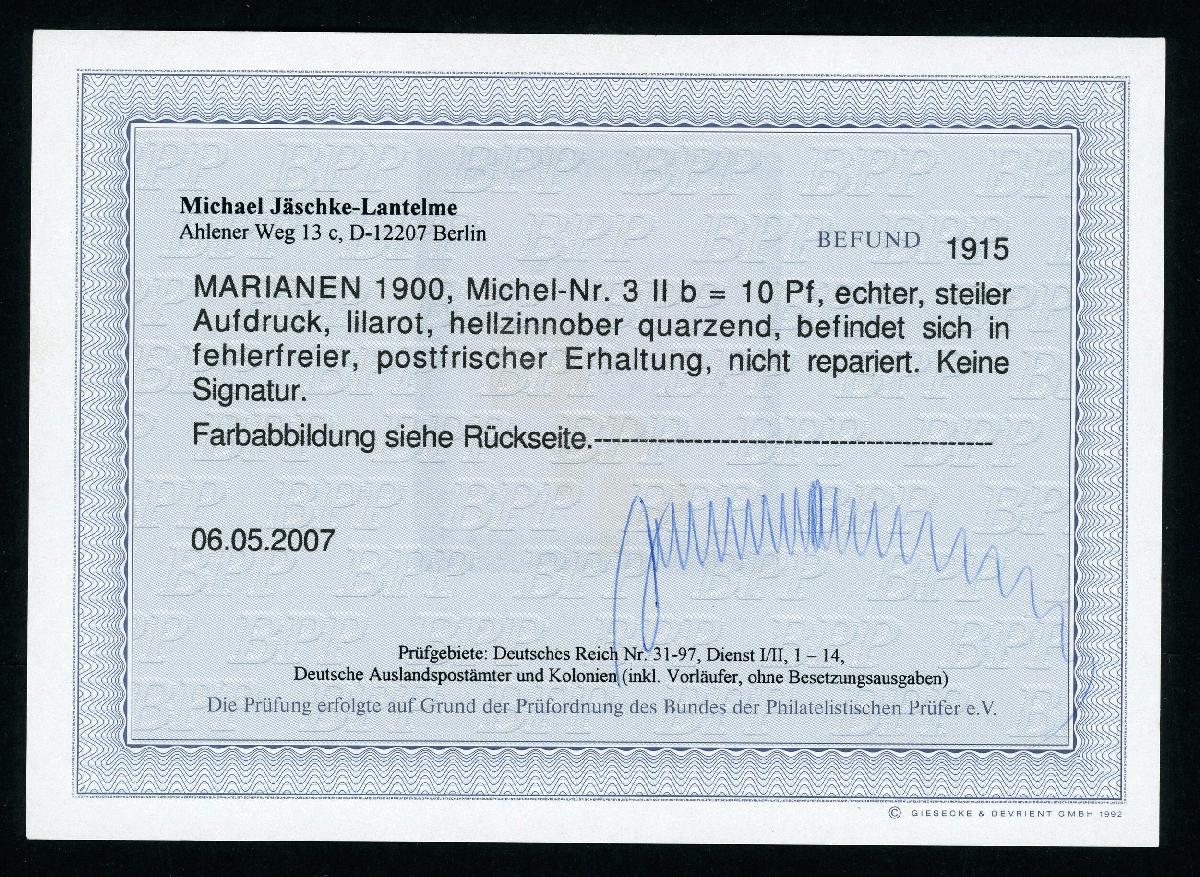 Michael Jäschke-Lantelme
Ahlener Weg 13 c, D-12207 Berlin
BEFUND 1915
MARIANEN 1900, Michel-Nr. 3 II b = 10 Pf, echter, steiler
Aufdruck, lilarot, hellzinnober quarzend, befindet sich in
fehlerfreier, postfrischer Erhaltung, nicht repariert. Keine
Signatur.
Farbabbildung siehe Rückseite.--------------------------------------------
06.05.2007
Prüfgebiete: Deutsches Reich Nr. 31-97, Dienst I/II, 1 – 14,
Deutsche Auslandspostämter und Kolonien (inkl. Vorläufer, ohne Besetzungsausgaben)
Die Prüfung erfolgte auf Grund der Prüfordnung des Bundes der Philatelistischen Prüfer e.V.
© GIESECKE & DEVRIENT GMBH 1992